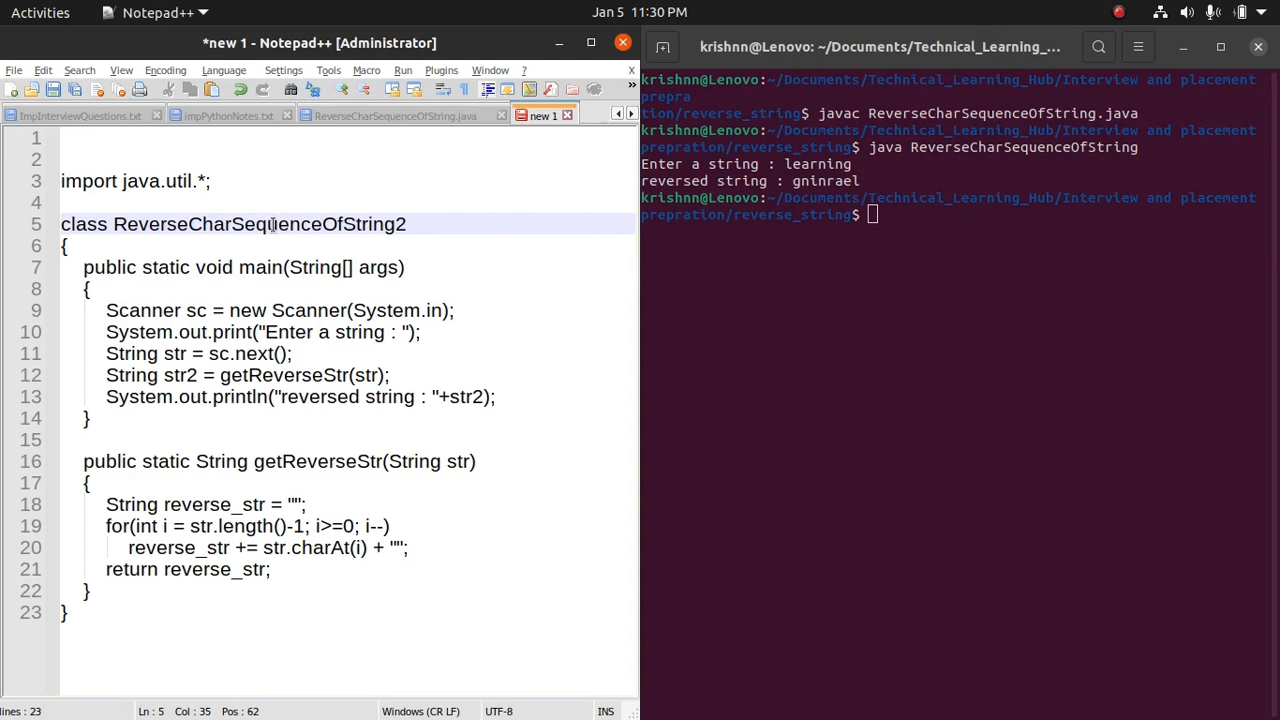 Activities Notepad++ Jan 5 11:30 PM
*new 1 - Notepad++ [Administrator]
File Edit Search View Encoding Language Settings Tools Macro Run Plugins Window ? X
ImpInterviewQuestions.txt impPythonNotes.txt ReverseCharSequenceOfString.java new 1
1
2
3 import java.util.*;
4
5 class ReverseCharSequenceOfString2
6 {
7 public static void main(String[] args)
8 {
9 Scanner sc = new Scanner(System.in);
10 System.out.print("Enter a string : ");
11 String str = sc.next();
12 String str2 = getReverseStr(str);
13 System.out.println("reversed string : "+str2);
14 }
15
16 public static String getReverseStr(String str)
17 {
18 String reverse_str = "";
19 for(int i = str.length()-1; i>=0; i--)
20 reverse_str += str.charAt(i) + "";
21 return reverse_str;
22 }
23 }
lines : 23 Ln : 5 Col : 35 Pos : 62 Windows (CR LF) UTF-8 INS
krishnn@Lenovo: ~/Documents/Technical_Learning_...
krishnn@Lenovo:~/Documents/Technical_Learning_Hub/Interview and placement
prepra
tion/reverse_string$ javac ReverseCharSequenceOfString.java
krishnn@Lenovo:~/Documents/Technical_Learning_Hub/Interview and placement
prepration/reverse_string$ java ReverseCharSequenceOfString
Enter a string : learning
reversed string : gninrael
krishnn@Lenovo:~/Documents/Technical_Learning_Hub/Interview and placement
prepration/reverse_string$